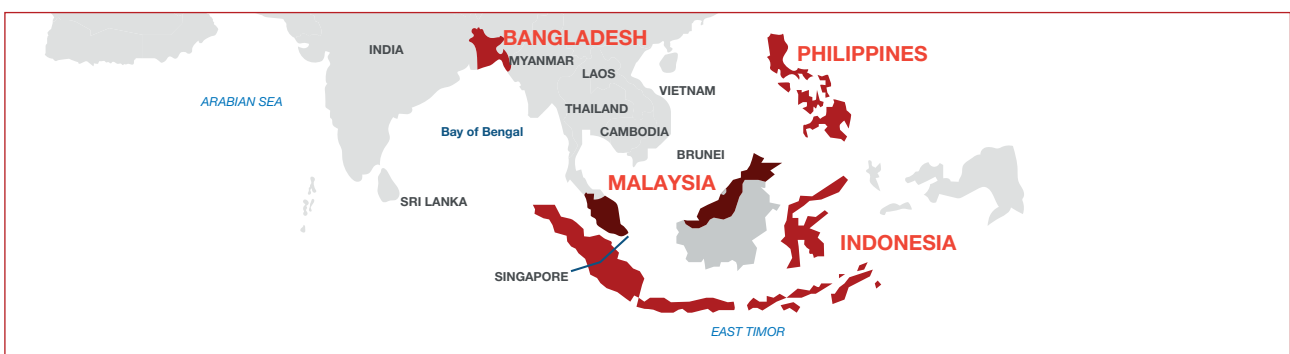 BANGLADESH
INDIA
PHILIPPINES
MYANMAR
LAOS
VIETNAM
ARABIAN SEA
THAILAND
Bay of Bengal
CAMBODIA
BRUNEI
MALAYSIA
SRI LANKA
INDONESIA
SINGAPORE
EAST TIMOR